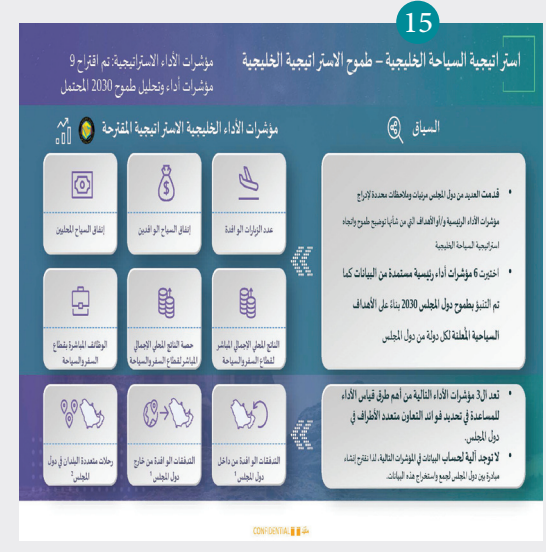 15
استراتيجية السياحة الخليجية – طموح الاستراتيجية الخليجية
مؤشرات الأداء الاستراتيجية: تم اقتراح 9
مؤشرات أداء وتحليل طموح 2030 المحتمل
السياق
مؤشرات الأداء الخليجية الاستراتيجية المقترحة
• قدمت العديد من دول المجلس مرئيات وملاحظات محددة لإدراج
مؤشرات الأداء الرئيسية و/أو الأهداف التي من شأنها توضيح طموح واتجاه
استراتيجية السياحة الخليجية
• اختيرت 6 مؤشرات أداء رئيسية مستمدة من البيانات كما
تم التنبؤ بطموح دول المجلس 2030 بناءً على الأهداف
السياحية المُعلنة لكل دولة من دول المجلس
عدد الزيارات الوافدة
إنفاق السياح الوافدين
إنفاق السياح المحليين
الناتج المحلي الإجمالي المباشر
لقطاع السفر والسياحة
حصة الناتج المحلي الإجمالي
المباشر لقطاع السفر والسياحة
الوظائف المباشرة بقطاع
السفر والسياحة
• تعد ال3 مؤشرات الأداء التالية من أهم طرق قياس الأداء
للمساعدة في تحديد فوائد التعاون متعدد الأطراف في
دول المجلس.
• لا توجد آلية لحساب البيانات في المؤشرات التالية، لذا نقترح إنشاء
مبادرة بين دول المجلس لجمع واستخراج هذه البيانات.
التدفقات الوافدة من داخل
دول المجلس 1
التدفقات الوافدة من خارج
دول المجلس 1
رحلات متعددة البلدان في دول
المجلس 2
CONFIDENTIAL